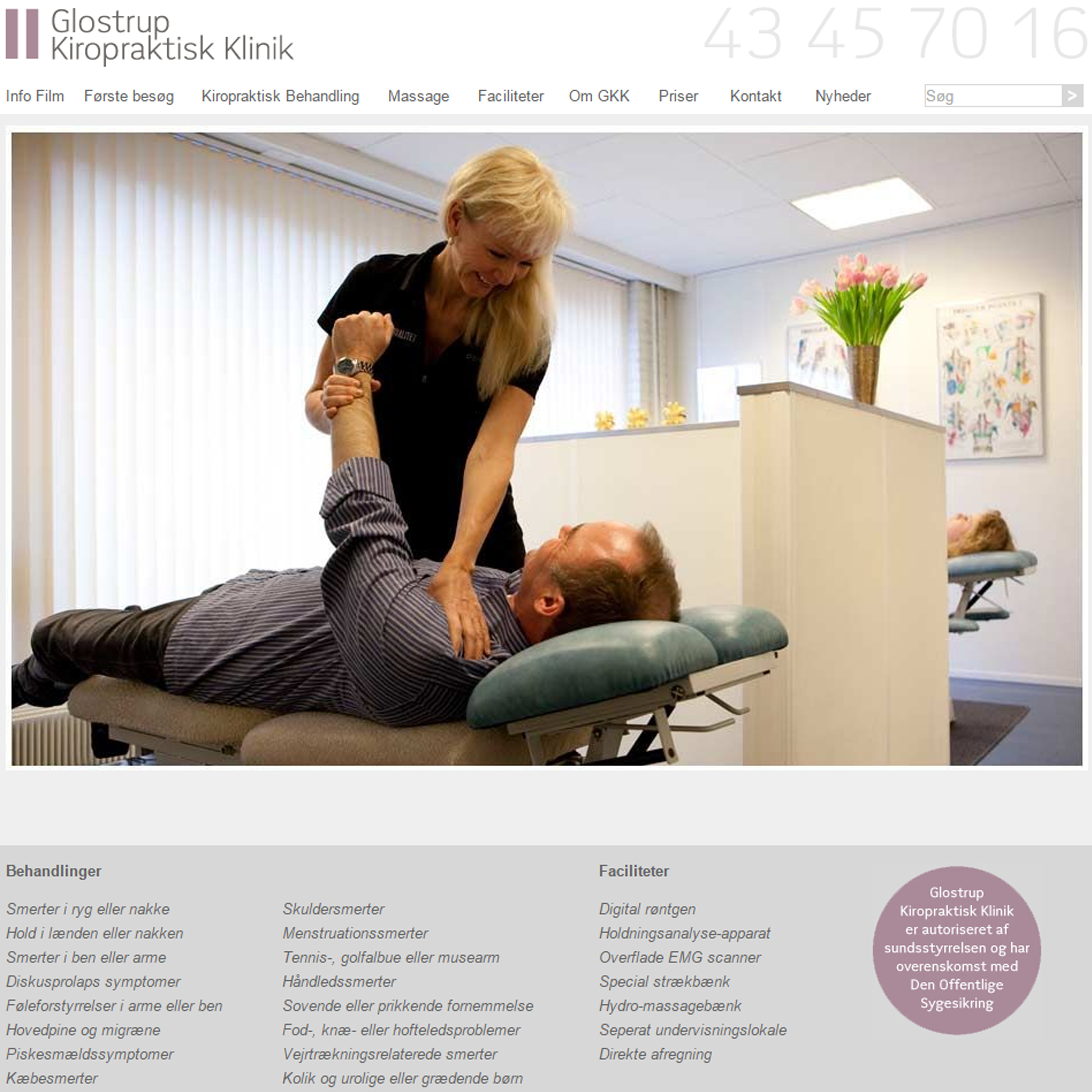 Glostrup
Kiropraktisk Klinik
43 45 70 16
Info Film Første besøg Kiropraktisk Behandling Massage Faciliteter Om GKK Priser Kontakt Nyheder Søg >
Behandlinger
Smerter i ryg eller nakke
Hold i lænden eller nakken
Smerter i ben eller arme
Diskusprolaps symptomer
Føleforstyrrelser i arme eller ben
Hovedpine og migræne
Piskesmældssymptomer
Kæbesmerter
Skuldersmerter
Menstruationssmerter
Tennis-, golfalbue eller musearm
Håndledssmerter
Sovende eller prikkende fornemmelse
Fod-, knæ- eller hofteledsproblemer
Vejrtrækningsrelaterede smerter
Kolik og urolige eller grædende børn
Faciliteter
Digital røntgen
Holdningsanalyse-apparat
Overflade EMG scanner
Special strækbænk
Hydro-massagebænk
Seperat undervisningslokale
Direkte afregning
Glostrup
Kiropraktisk Klinik
er autoriseret af
sundsstyrrelsen og har
overenskomst med
Den Offentlige
Sygesikring